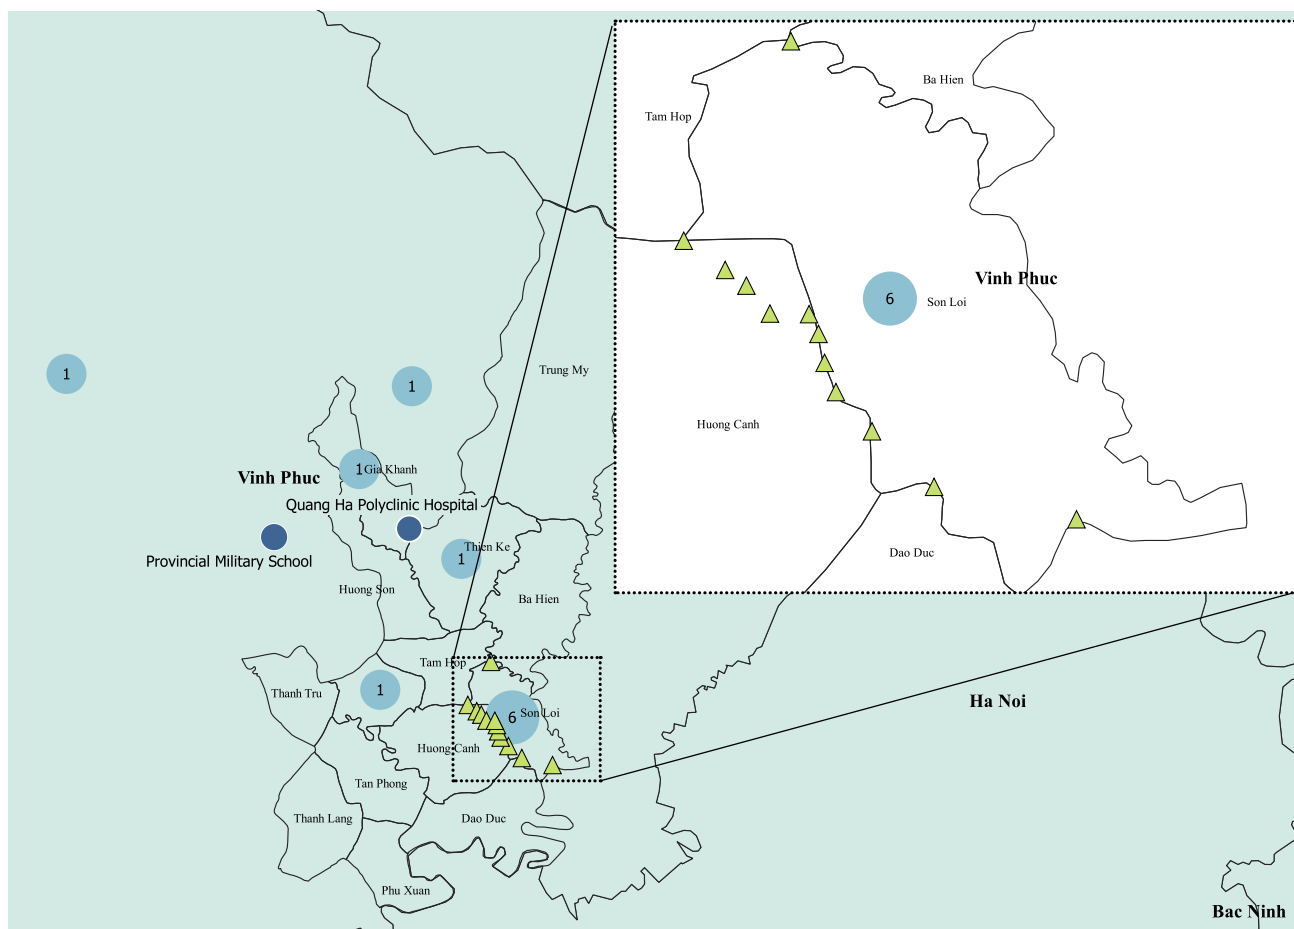 Ba Hien
Tam Hop
Vinh Phuc
6
Son Loi
Trung My
1
1
Huong Canh
1
Gia Khanh
Vinh Phuc
Quang Ha Polyclinic Hospital
Thien Ke
1
Dao Duc
Provincial Military School
Huong Son
Ba Hien
Tam Hop
Thanh Tru
1
Ha Noi
6
Son Loi
Huong Canh
Tan Phong
Thanh Lang
Dao Duc
Phu Xuan
Bac Ninh